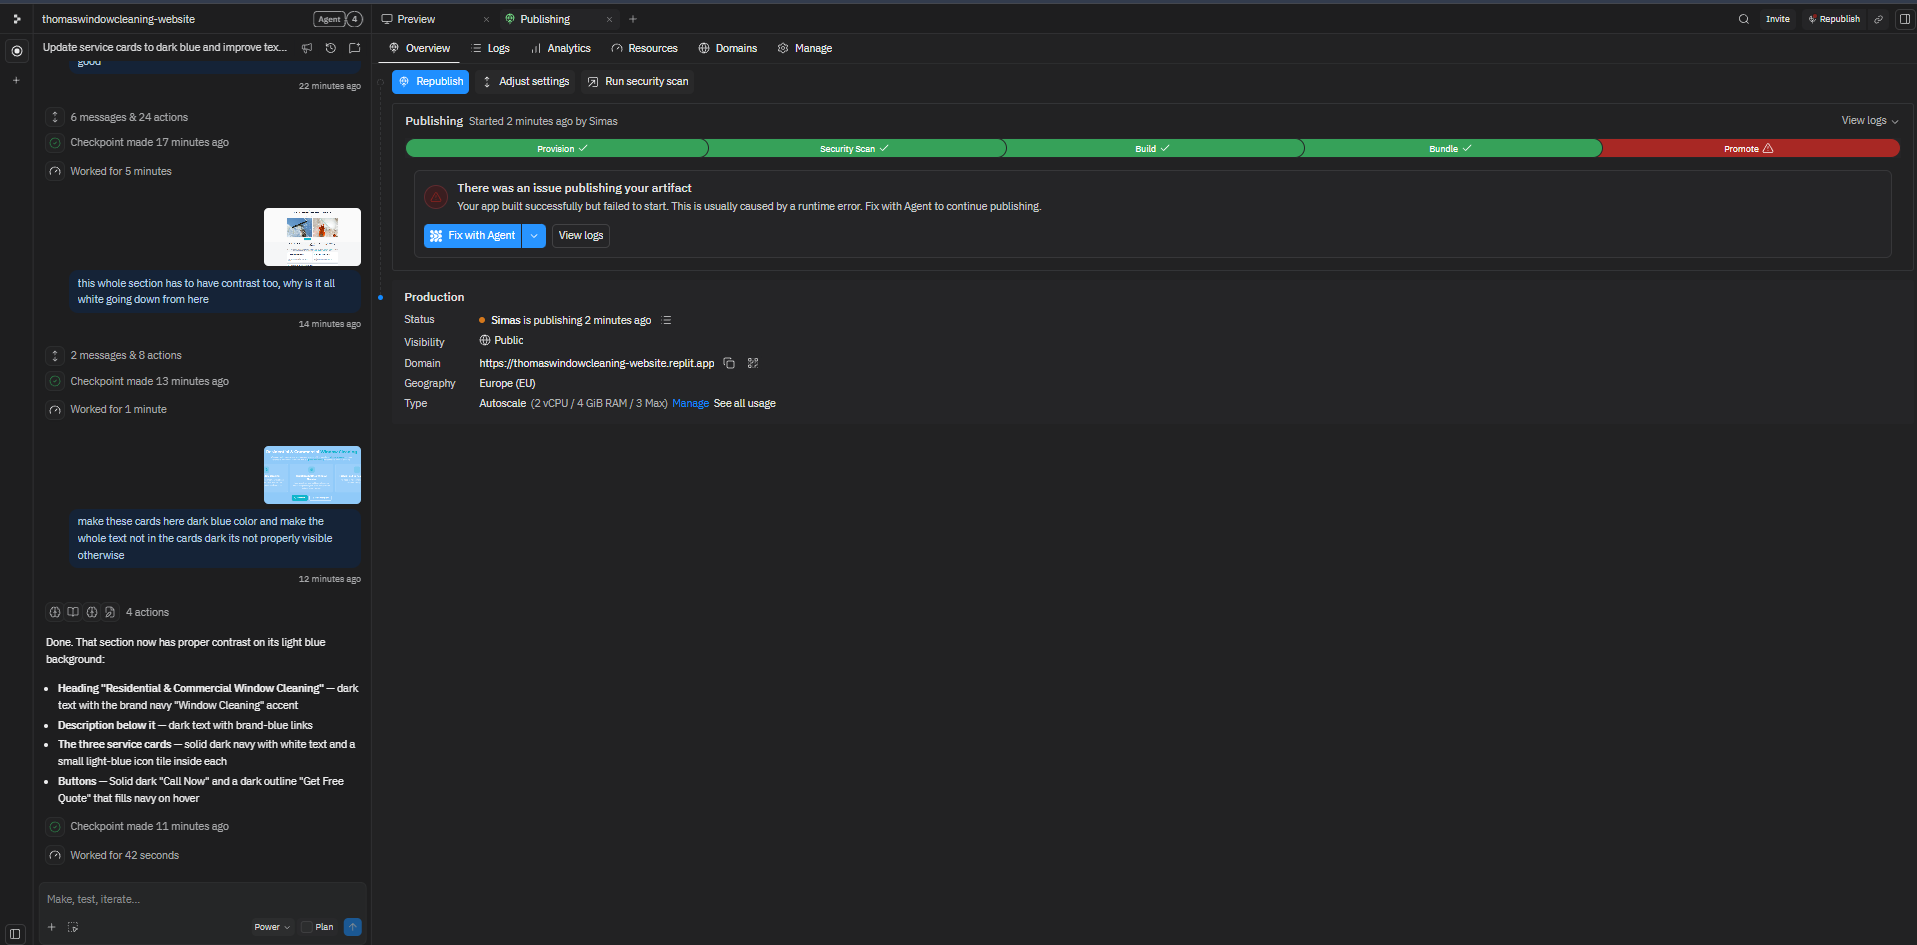 thomaswindowcleaning-website
Agent 4
Preview
Publishing
Invite
Republish
Update service cards to dark blue and improve tex...
Overview
Logs
Analytics
Resources
Domains
Manage
good
22 minutes ago
6 messages & 24 actions
Checkpoint made 17 minutes ago
Worked for 5 minutes
this whole section has to have contrast too, why is it all
white going down from here
14 minutes ago
2 messages & 8 actions
Checkpoint made 13 minutes ago
Worked for 1 minute
make these cards here dark blue color and make the
whole text not in the cards dark its not properly visible
otherwise
12 minutes ago
4 actions
Done. That section now has proper contrast on its light blue
background:
Heading "Residential & Commercial Window Cleaning" — dark
text with the brand navy "Window Cleaning" accent
Description below it — dark text with brand-blue links
The three service cards — solid dark navy with white text and a
small light-blue icon tile inside each
Buttons — Solid dark "Call Now" and a dark outline "Get Free
Quote" that fills navy on hover
Checkpoint made 11 minutes ago
Worked for 42 seconds
Make, test, iterate...
Power
Plan
Republish
Adjust settings
Run security scan
Publishing Started 2 minutes ago by Simas
View logs
Provision
Security Scan
Build
Bundle
Promote
There was an issue publishing your artifact
Your app built successfully but failed to start. This is usually caused by a runtime error. Fix with Agent to continue publishing.
Fix with Agent
View logs
Production
Status Simas is publishing 2 minutes ago
Visibility Public
Domain https://thomaswindowcleaning-website.replit.app
Geography Europe (EU)
Type Autoscale (2 vCPU / 4 GiB RAM / 3 Max) Manage See all usage